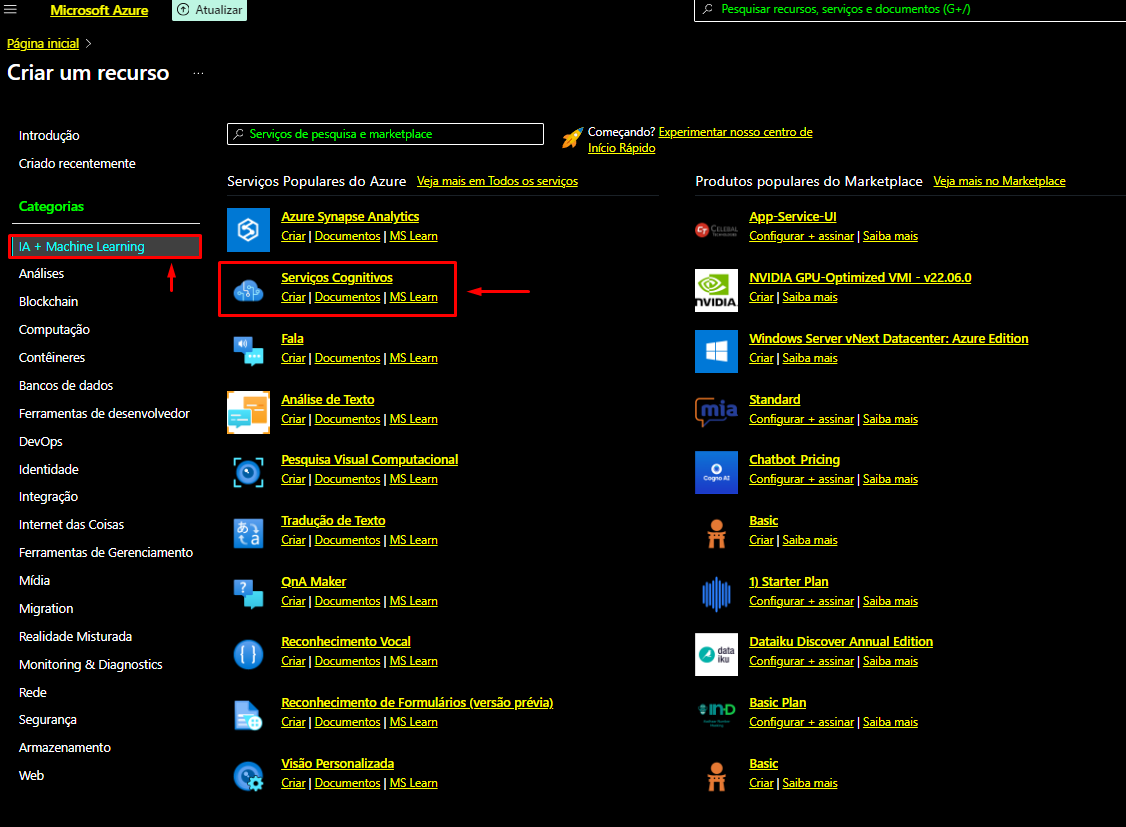 Microsoft Azure
Atualizar
Pesquisar recursos, serviços e documentos (G+/)
Página inicial >
Criar um recurso ...
Introdução
Criado recentemente
Categorias
IA + Machine Learning
Análises
Blockchain
Computação
Contêineres
Bancos de dados
Ferramentas de desenvolvedor
DevOps
Identidade
Integração
Internet das Coisas
Ferramentas de Gerenciamento
Mídia
Migration
Realidade Misturada
Monitoring & Diagnostics
Rede
Segurança
Armazenamento
Web
Serviços de pesquisa e marketplace
Começando? Experimentar nosso centro de
Início Rápido
Serviços Populares do Azure Veja mais em Todos os serviços
Azure Synapse Analytics
Criar | Documentos | MS Learn
Serviços Cognitivos
Criar | Documentos | MS Learn
Fala
Criar | Documentos | MS Learn
Análise de Texto
Criar | Documentos | MS Learn
Pesquisa Visual Computacional
Criar | Documentos | MS Learn
Tradução de Texto
Criar | Documentos | MS Learn
QnA Maker
Criar | Documentos | MS Learn
Reconhecimento Vocal
Criar | Documentos | MS Learn
Reconhecimento de Formulários (versão prévia)
Criar | Documentos | MS Learn
Visão Personalizada
Criar | Documentos | MS Learn
Produtos populares do Marketplace Veja mais no Marketplace
CELEBAL
App-Service-UI
Configurar + assinar | Saiba mais
NVIDIA
NVIDIA GPU-Optimized VMI - v22.06.0
Criar | Saiba mais
Windows Server vNext Datacenter: Azure Edition
Criar | Saiba mais
mia
Standard
Configurar + assinar | Saiba mais
Cogno AI
Chatbot_Pricing
Configurar + assinar | Saiba mais
Basic
Criar | Saiba mais
1) Starter Plan
Configurar + assinar | Saiba mais
data
iku
Dataiku Discover Annual Edition
Configurar + assinar | Saiba mais
IN-D
Basic Plan
Configurar + assinar | Saiba mais
Basic
Criar | Saiba mais